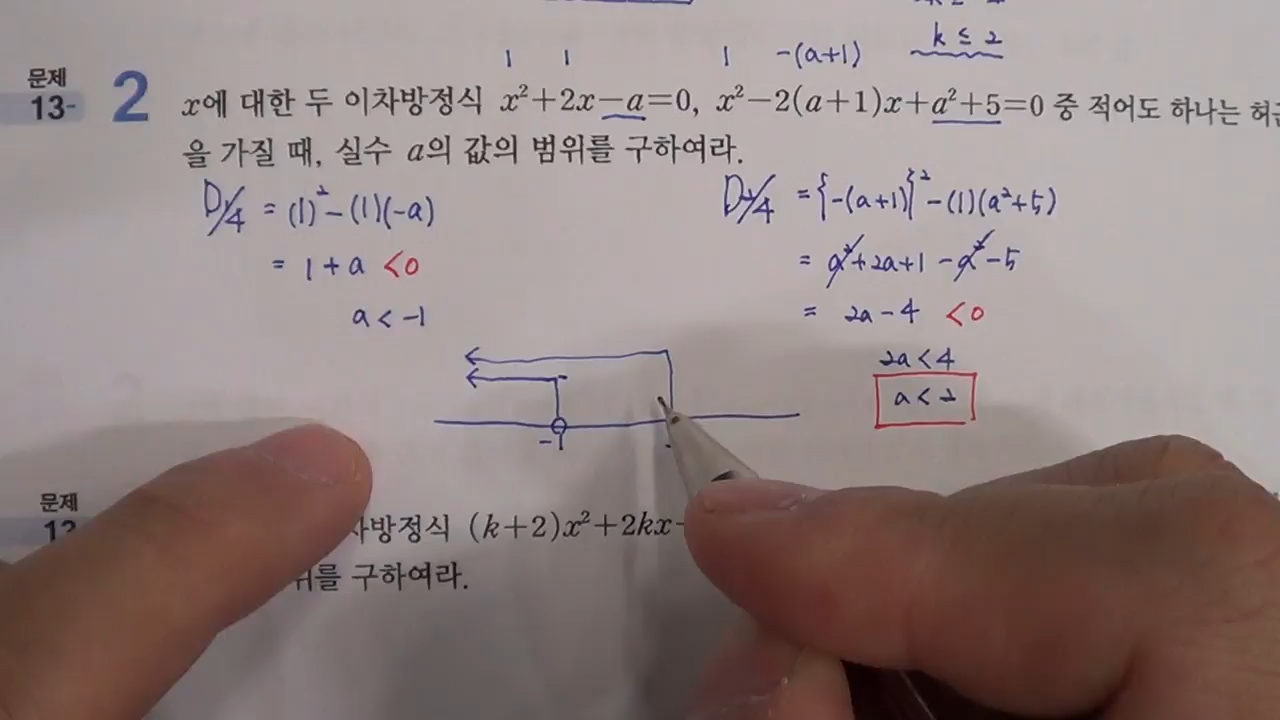 k ≤ 2
1 1 1 -(a+1)
문제
13- 2 x에 대한 두 이차방정식 x²+2x-a=0, x²-2(a+1)x+a²+5=0 중 적어도 하나는
을 가질 때, 실수 a의 값의 범위를 구하여라.
D/4 = (1)² - (1)(-a)
= 1 + a < 0
a < -1
D/4 = {-(a+1)}² - (1)(a²+5)
= a²+2a+1 - a² - 5
= 2a - 4 < 0
2a < 4
a < 2
-1
문제
차방정식 (k+2)x²+2kx
위를 구하여라.